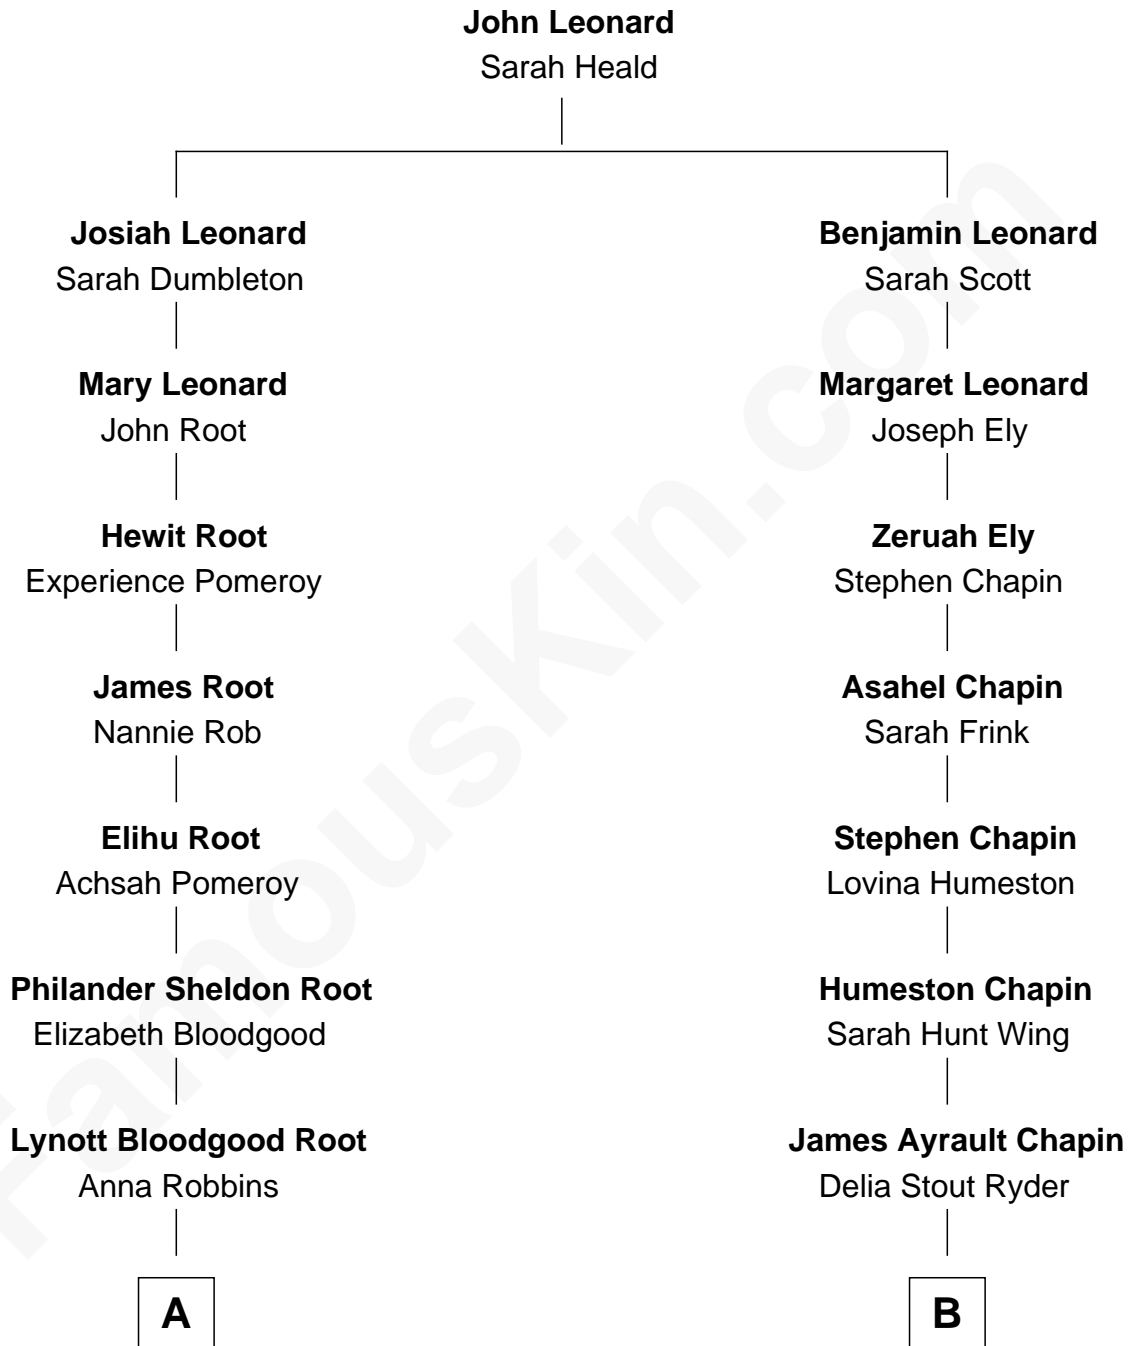 John Leonard
Sarah Heald
Josiah Leonard
Sarah Dumbleton
Benjamin Leonard
Sarah Scott
Mary Leonard
John Root
Margaret Leonard
Joseph Ely
Hewit Root
Experience Pomeroy
Zeruah Ely
Stephen Chapin
James Root
Nannie Rob
Asahel Chapin
Sarah Frink
Elihu Root
Achsah Pomeroy
Stephen Chapin
Lovina Humeston
Philander Sheldon Root
Elizabeth Bloodgood
Humeston Chapin
Sarah Hunt Wing
Lynott Bloodgood Root
Anna Robbins
James Ayrault Chapin
Delia Stout Ryder
A
B
FamousKin.com